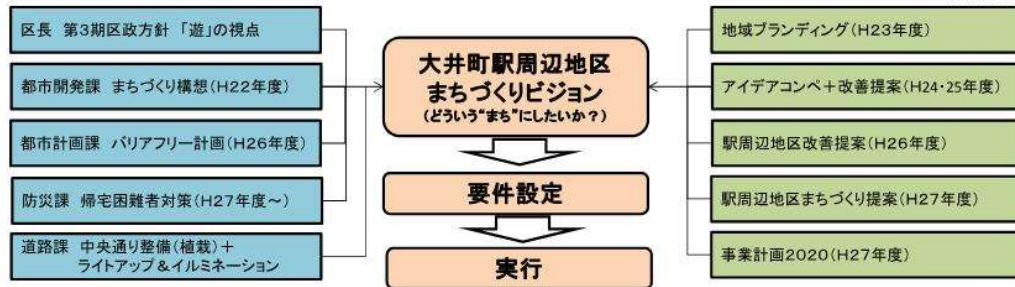 区長 第3期区政方針 「遊」の視点
都市開発課 まちづくり構想(H22年度)
都市計画課 バリアフリー計画(H26年度)
防災課 帰宅困難者対策(H27年度~)
道路課 中央通り整備(植栽)+
ライトアップ&イルミネーション
大井町駅周辺地区
まちづくりビジョン
(どういう“まち”にしたいか?)
要件設定
実行
地域ブランディング(H23年度)
アイデアコンペ+改善提案(H24・25年度)
駅周辺地区改善提案(H26年度)
駅周辺地区まちづくり提案(H27年度)
事業計画2020(H27年度)